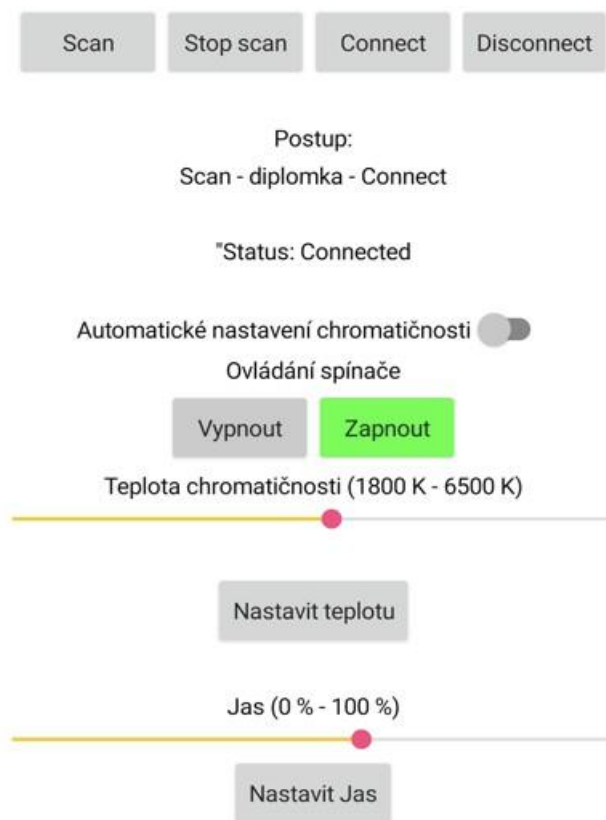 Scan Stop scan Connect Disconnect
Postup:
Scan - diplomka - Connect
"Status: Connected
Automatické nastavení chromatičnosti
Ovládání spínače
Vypnout Zapnout
Teplota chromatičnosti (1800 K - 6500 K)
Nastavit teplotu
Jas (0 % - 100 %)
Nastavit Jas